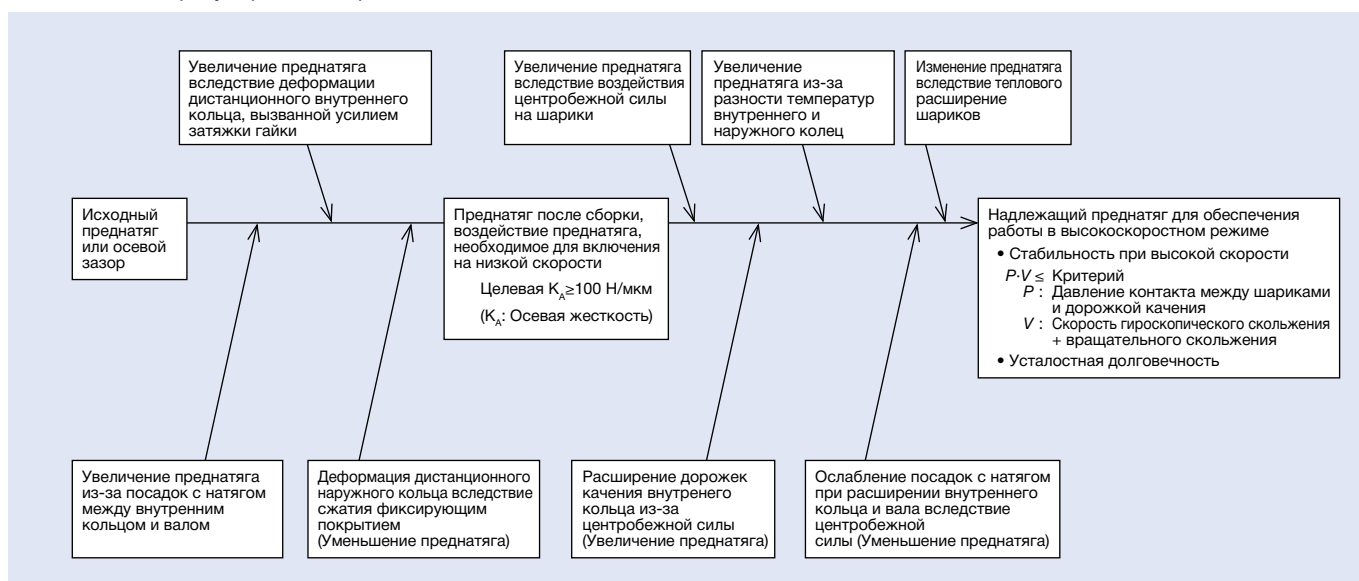 Увеличение преднатяга
вследствие деформации
дистанционного внутреннего
кольца, вызванной усилием
затяжки гайки
Увеличение преднатяга
вследствие воздействия
центробежной силы
на шарики
Увеличение
преднатяга из-за
разности температур
внутреннего и
наружного колец
Изменение преднатяга
вследствие теплового
расширение
шариков
Исходный
преднатяг
или осевой
зазор
Преднатяг после сборки,
воздействие преднатяга,
необходимое для включения
на низкой скорости
Целевая K_A≥100 Н/мкм
(K_A: Осевая жесткость)
Надлежащий преднатяг для обеспечения
работы в высокоскоростном режиме
• Стабильность при высокой скорости
P·V ≤ Критерий
P : Давление контакта между шариками
и дорожкой качения
V : Скорость гироскопического скольжения
+ вращательного скольжения
• Усталостная долговечность
Увеличение преднатяга
из-за посадок с натягом
между внутренним
кольцом и валом
Деформация дистанционного
наружного кольца вследствие
сжатия фиксирующим
покрытием
(Уменьшение преднатяга)
Расширение дорожек
качения внутренего
кольца из-за
центробежной силы
(Увеличение преднатяга)
Ослабление посадок с натягом
при расширении внутреннего
кольца и вала вследствие
центробежной
силы (Уменьшение преднатяга)